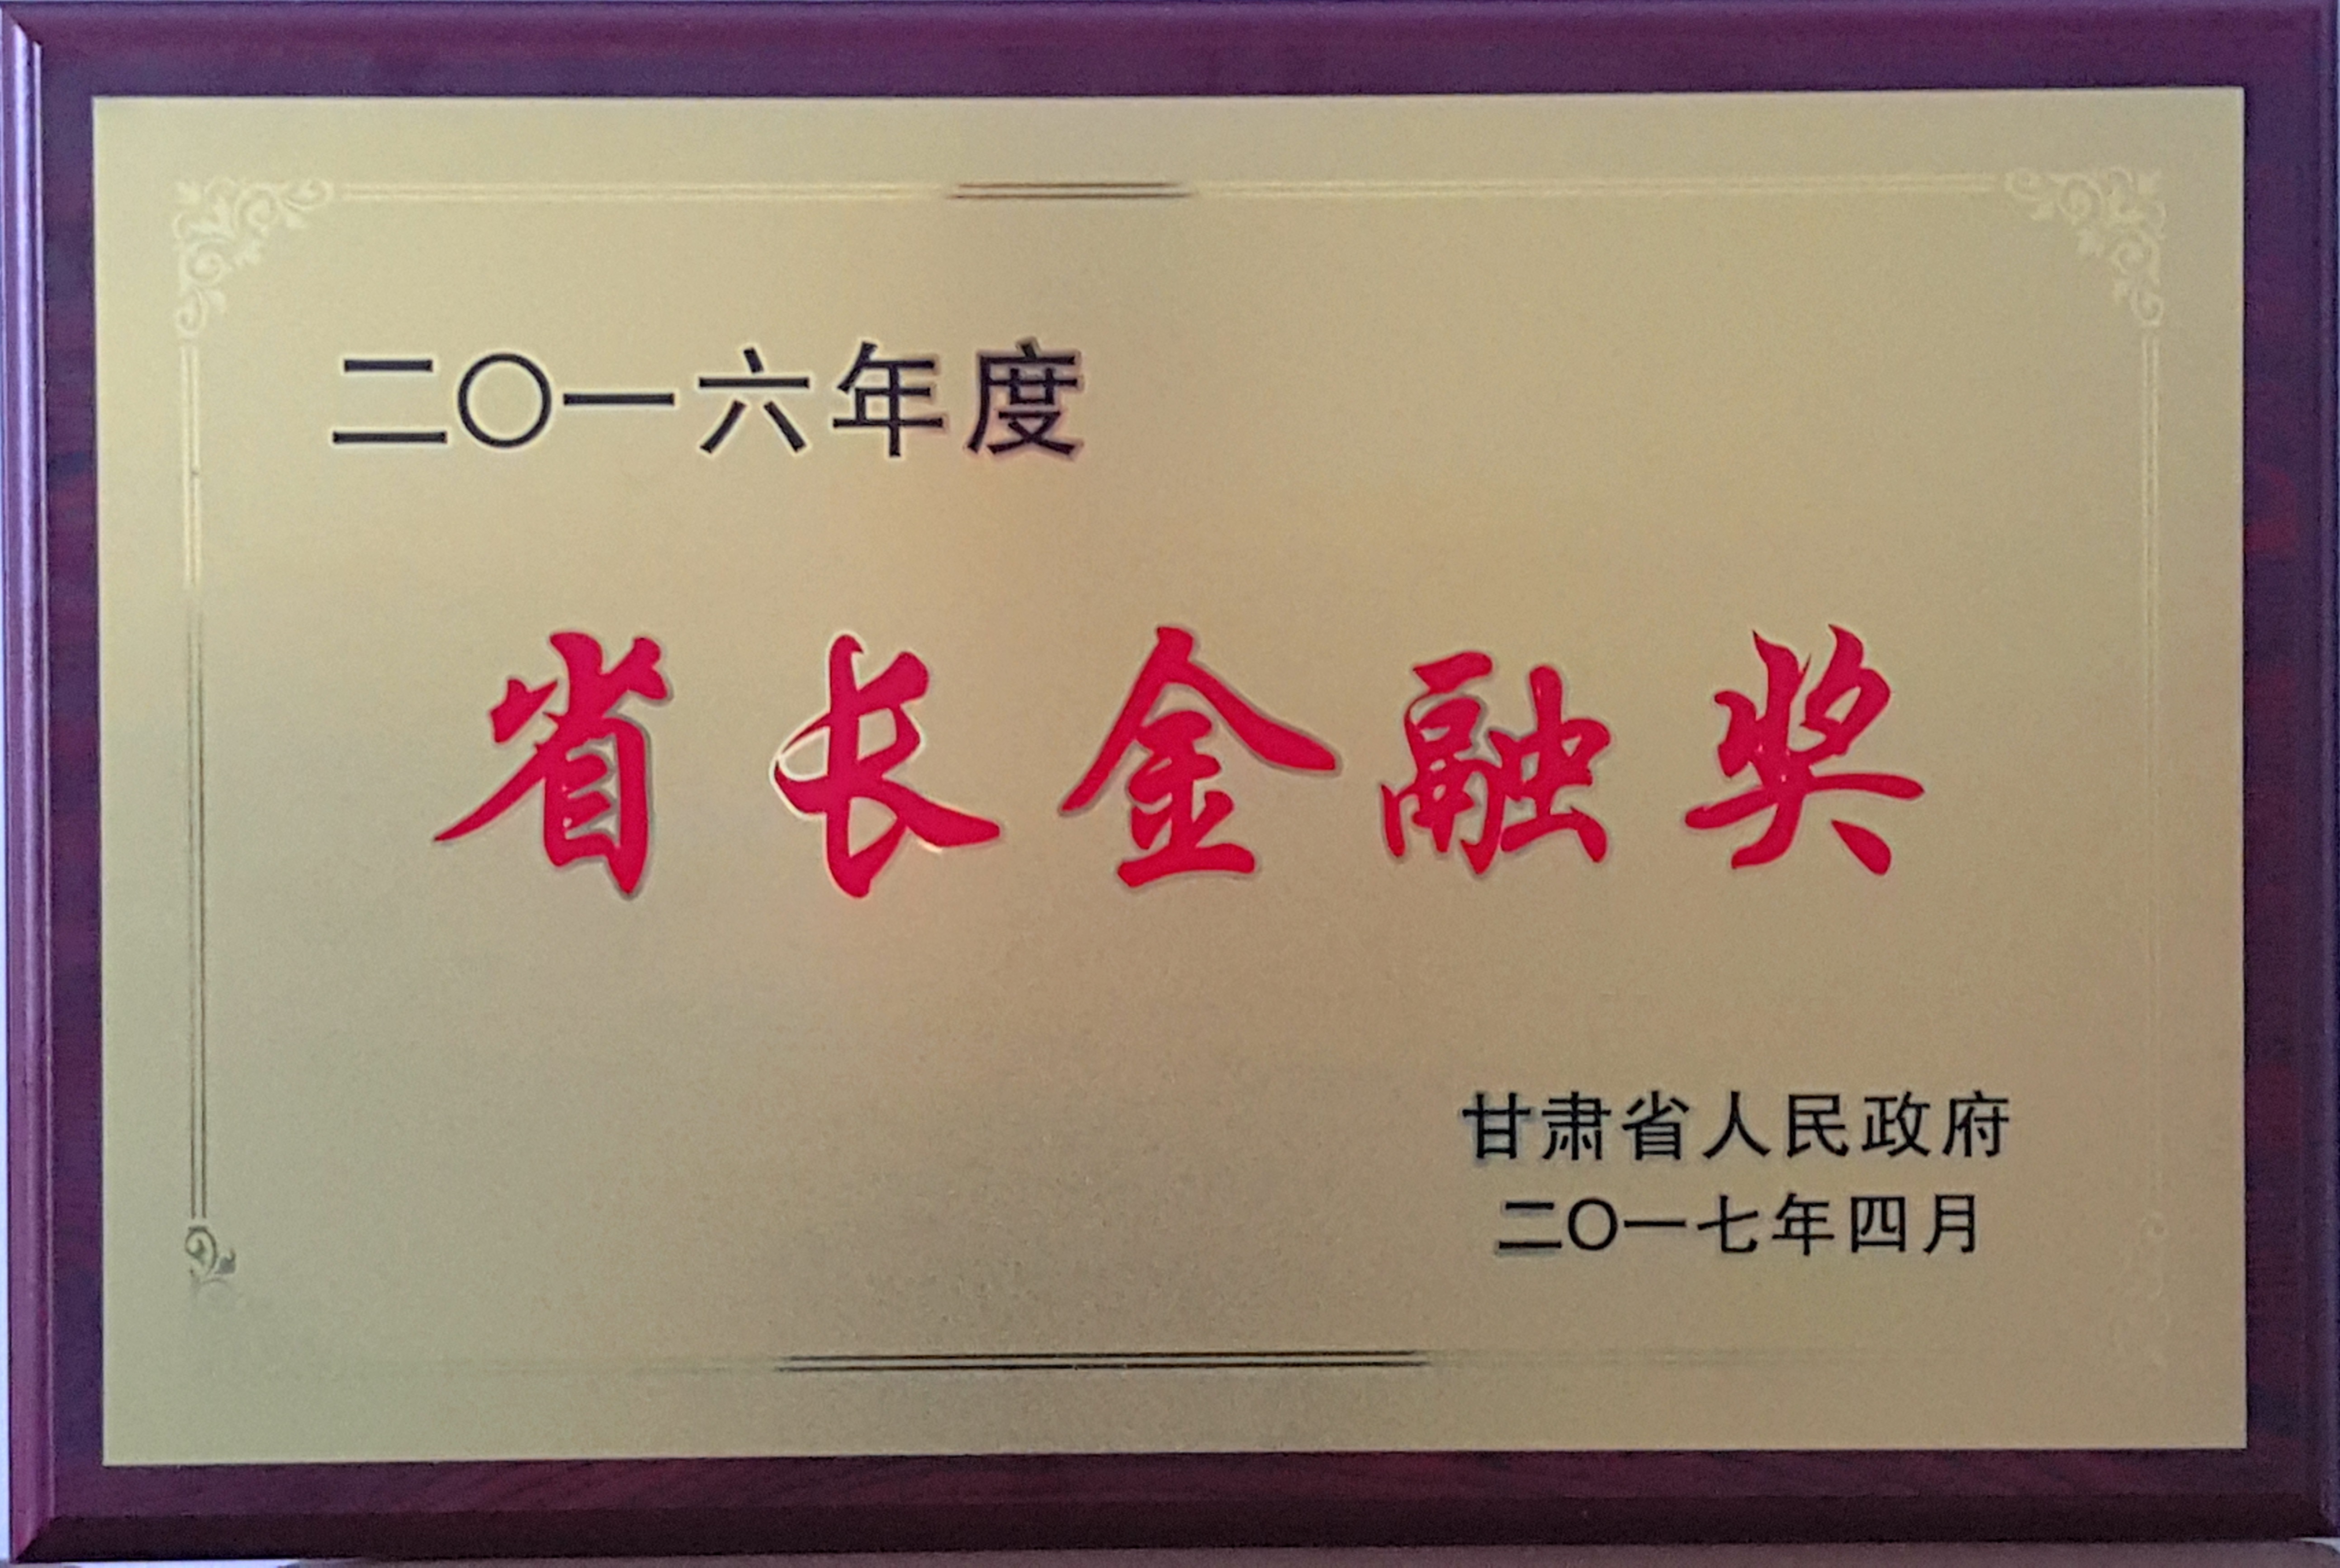 二〇一六年度
省长金融奖
甘肃省人民政府
二〇一七年四月